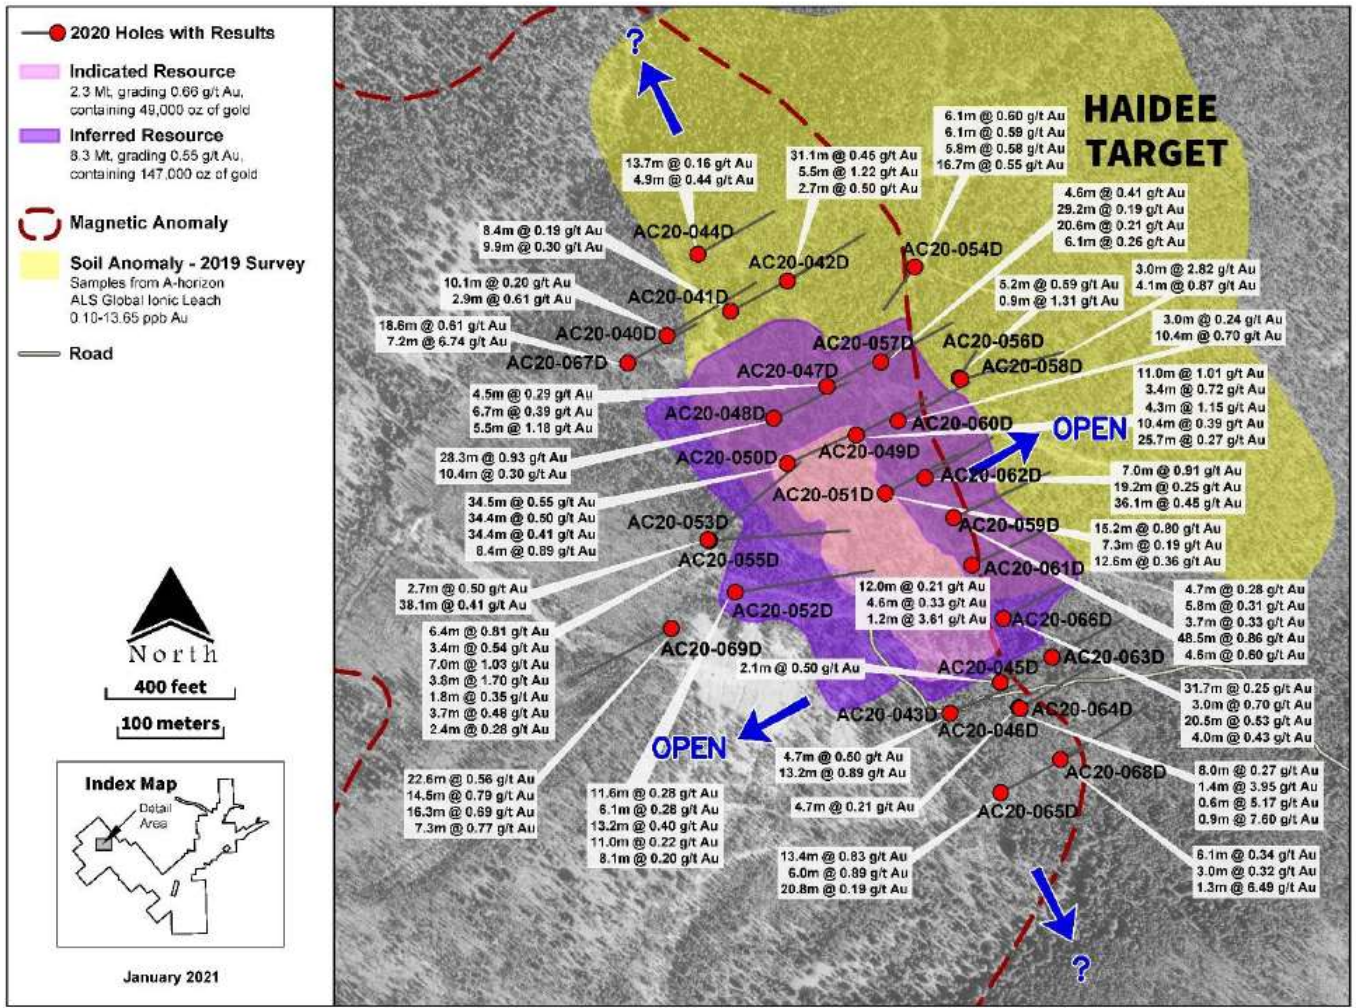 2020 Holes with Results
Indicated Resource
2.3 Mt, grading 0.66 g/t Au,
containing 49,000 oz of gold
Inferred Resource
8.3 Mt, grading 0.55 g/t Au,
containing 147,000 oz of gold
Magnetic Anomaly
Soil Anomaly - 2019 Survey
Samples from A-horizon
ALS Global Ionic Leach
0.10-13.65 ppb Au
Road
North
400 feet
100 meters
Index Map
Detail
Area
January 2021
?
HAIDEE
TARGET
6.1m @ 0.60 g/t Au
6.1m @ 0.59 g/t Au
5.8m @ 0.58 g/t Au
16.7m @ 0.55 g/t Au
13.7m @ 0.16 g/t Au
4.9m @ 0.44 g/t Au
31.1m @ 0.45 g/t Au
5.5m @ 1.22 g/t Au
2.7m @ 0.50 g/t Au
4.6m @ 0.41 g/t Au
29.2m @ 0.19 g/t Au
20.6m @ 0.21 g/t Au
6.1m @ 0.26 g/t Au
8.4m @ 0.19 g/t Au
9.9m @ 0.30 g/t Au
AC20-044D
AC20-042D
AC20-054D
3.0m @ 2.82 g/t Au
4.1m @ 0.87 g/t Au
10.1m @ 0.20 g/t Au
2.9m @ 0.61 g/t Au
AC20-041D
5.2m @ 0.59 g/t Au
0.9m @ 1.31 g/t Au
18.6m @ 0.61 g/t Au
7.2m @ 6.74 g/t Au
AC20-040D
AC20-067D
AC20-057D
AC20-056D
AC20-058D
3.0m @ 0.24 g/t Au
10.4m @ 0.70 g/t Au
AC20-047D
4.5m @ 0.29 g/t Au
6.7m @ 0.39 g/t Au
5.5m @ 1.18 g/t Au
AC20-048D
AC20-060D
OPEN
11.0m @ 1.01 g/t Au
3.4m @ 0.72 g/t Au
4.3m @ 1.15 g/t Au
10.4m @ 0.39 g/t Au
25.7m @ 0.27 g/t Au
28.3m @ 0.93 g/t Au
10.4m @ 0.30 g/t Au
AC20-050D
AC20-049D
AC20-062D
AC20-051D
7.0m @ 0.91 g/t Au
19.2m @ 0.25 g/t Au
36.1m @ 0.45 g/t Au
34.5m @ 0.55 g/t Au
34.4m @ 0.50 g/t Au
34.4m @ 0.41 g/t Au
8.4m @ 0.89 g/t Au
AC20-053D
AC20-055D
AC20-059D
15.2m @ 0.80 g/t Au
7.3m @ 0.19 g/t Au
12.6m @ 0.36 g/t Au
AC20-061D
2.7m @ 0.50 g/t Au
38.1m @ 0.41 g/t Au
AC20-052D
12.0m @ 0.21 g/t Au
4.6m @ 0.33 g/t Au
1.2m @ 3.61 g/t Au
4.7m @ 0.28 g/t Au
5.8m @ 0.31 g/t Au
3.7m @ 0.33 g/t Au
48.5m @ 0.86 g/t Au
4.6m @ 0.60 g/t Au
6.4m @ 0.81 g/t Au
3.4m @ 0.54 g/t Au
7.0m @ 1.03 g/t Au
3.8m @ 1.70 g/t Au
1.8m @ 0.35 g/t Au
3.7m @ 0.48 g/t Au
2.4m @ 0.28 g/t Au
AC20-069D
AC20-066D
AC20-063D
2.1m @ 0.50 g/t Au
AC20-045D
31.7m @ 0.25 g/t Au
3.0m @ 0.70 g/t Au
20.5m @ 0.53 g/t Au
4.0m @ 0.43 g/t Au
OPEN
AC20-043D
AC20-046D
AC20-064D
4.7m @ 0.50 g/t Au
13.2m @ 0.89 g/t Au
4.7m @ 0.21 g/t Au
AC20-068D
AC20-065D
22.6m @ 0.56 g/t Au
14.5m @ 0.79 g/t Au
16.3m @ 0.69 g/t Au
7.3m @ 0.77 g/t Au
11.6m @ 0.28 g/t Au
6.1m @ 0.28 g/t Au
13.2m @ 0.40 g/t Au
11.0m @ 0.22 g/t Au
8.1m @ 0.20 g/t Au
8.0m @ 0.27 g/t Au
1.4m @ 3.95 g/t Au
0.6m @ 5.17 g/t Au
0.9m @ 7.60 g/t Au
13.4m @ 0.83 g/t Au
6.0m @ 0.89 g/t Au
20.8m @ 0.19 g/t Au
6.1m @ 0.34 g/t Au
3.0m @ 0.32 g/t Au
1.3m @ 6.49 g/t Au
?